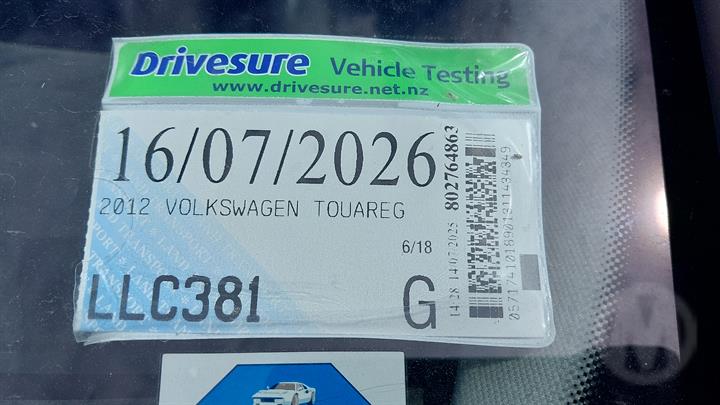 Drivesure Vehicle Testing
www.drivesure.net.nz
16/07/2026
2012 VOLKSWAGEN TOUAREG
6/18
LLC381
G
14:28 14/07/2025 802764863